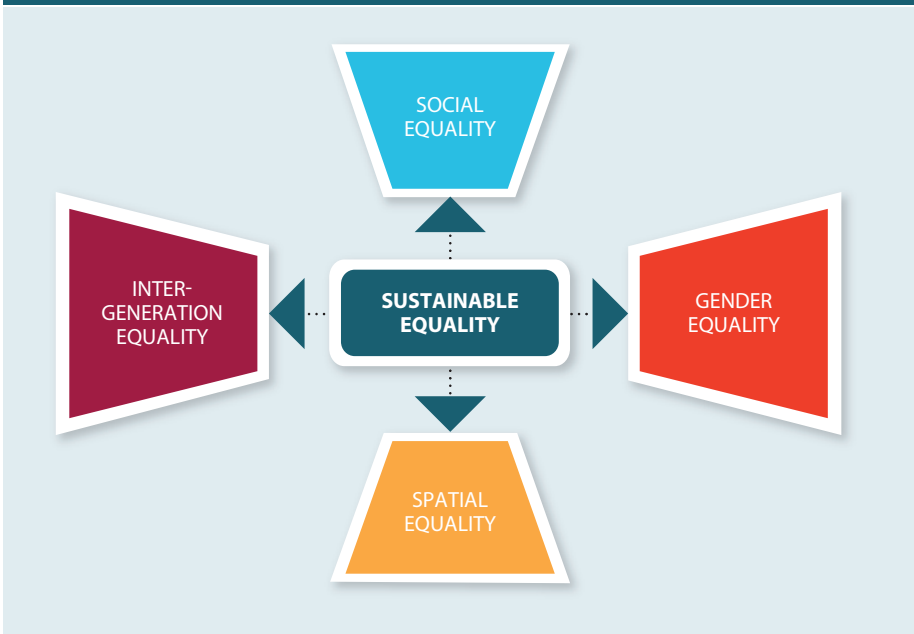 SOCIAL
EQUALITY
INTER-
GENERATION
EQUALITY
SUSTAINABLE
EQUALITY
GENDER
EQUALITY
SPATIAL
EQUALITY